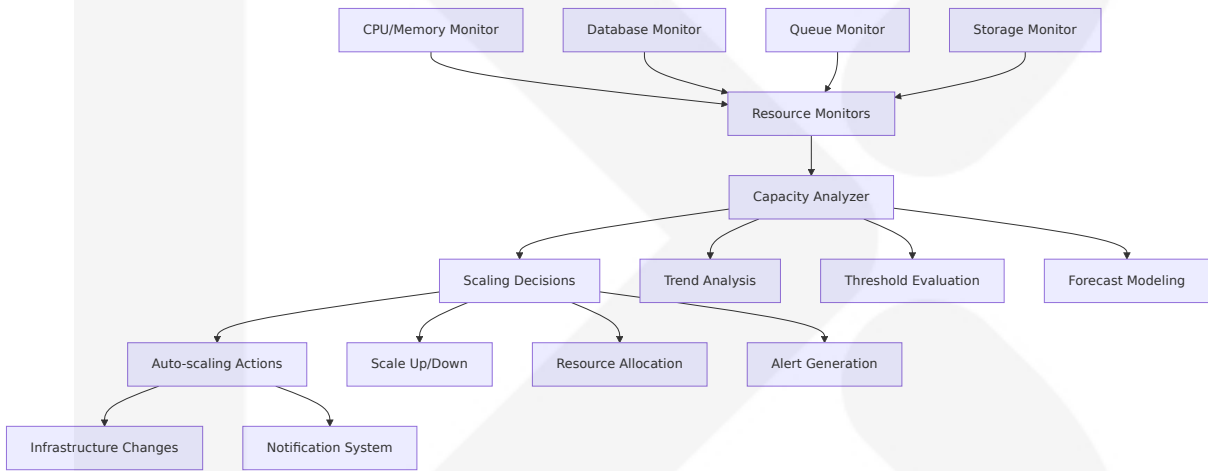 CPU/Memory Monitor
Database Monitor
Queue Monitor
Storage Monitor
Resource Monitors
Capacity Analyzer
Scaling Decisions
Trend Analysis
Threshold Evaluation
Forecast Modeling
Auto-scaling Actions
Scale Up/Down
Resource Allocation
Alert Generation
Infrastructure Changes
Notification System